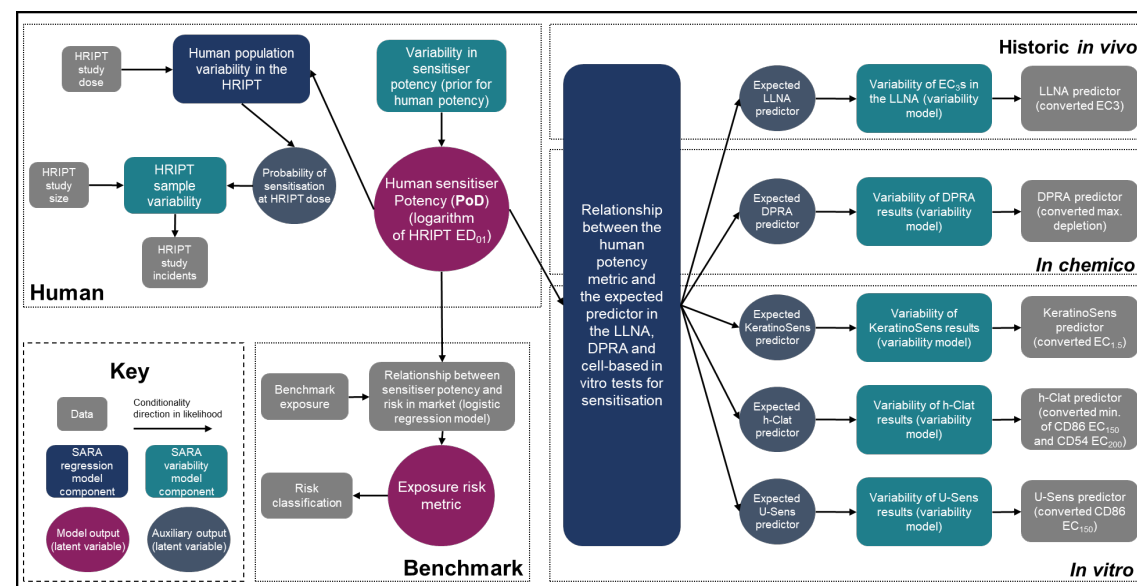 HRIPT
study
dose
Human population
variability in the
HRIPT
Variability in
sensitiser
potency (prior for
human potency)
HRIPT
study
size
HRIPT
sample
variability
Probability of
sensitisation
at HRIPT dose
Human sensitiser
Potency (PoD)
(logarithm
of HRIPT ED01)
HRIPT
study
incidents
Human
Key
Data
Conditionality
direction in likelihood
SARA
regression
model
component
SARA
variability
model
component
Model output
(latent variable)
Auxiliary output
(latent variable)
Benchmark
exposure
Relationship between
sensitiser potency and
risk in market (logistic
regression model)
Risk
classification
Exposure risk
metric
Benchmark
Relationship
between the
human
potency
metric and
the expected
predictor in
the LLNA,
DPRA and
cell-based in
vitro tests for
sensitisation
Historic in vivo
Expected
LLNA
predictor
Variability of EC3s in
the LLNA (variability
model)
LLNA predictor
(converted EC3)
Expected
DPRA
predictor
Variability of DPRA
results (variability
model)
DPRA predictor
(converted max.
depletion)
In chemico
Expected
KeratinoSens
predictor
Variability of
KeratinoSens results
(variability model)
KeratinoSens
predictor
(converted EC1.5)
Expected
h-Clat
predictor
Variability of h-Clat
results (variability
model)
h-Clat predictor
(converted min.
of CD86 EC150
and CD54 EC200)
Expected
U-Sens
predictor
Variability of U-Sens
results (variability
model)
U-Sens predictor
(converted CD86
EC150)
In vitro